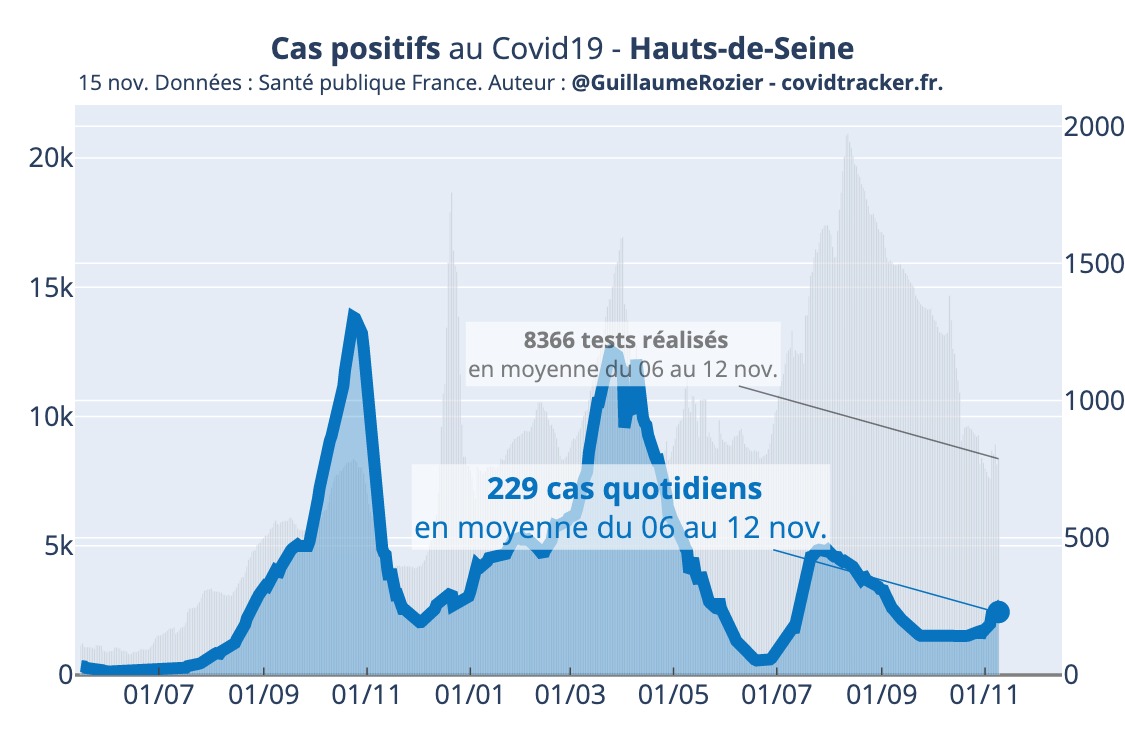 Cas positifs au Covid19 - Hauts-de-Seine
15 nov. Données : Santé publique France. Auteur : @GuillaumeRozier - covidtracker.fr.
20k
15k
10k
5k
0
2000
1500
1000
500
0
8366 tests réalisés
en moyenne du 06 au 12 nov.
229 cas quotidiens
en moyenne du 06 au 12 nov.
01/07 01/09 01/11 01/01 01/03 01/05 01/07 01/09 01/11